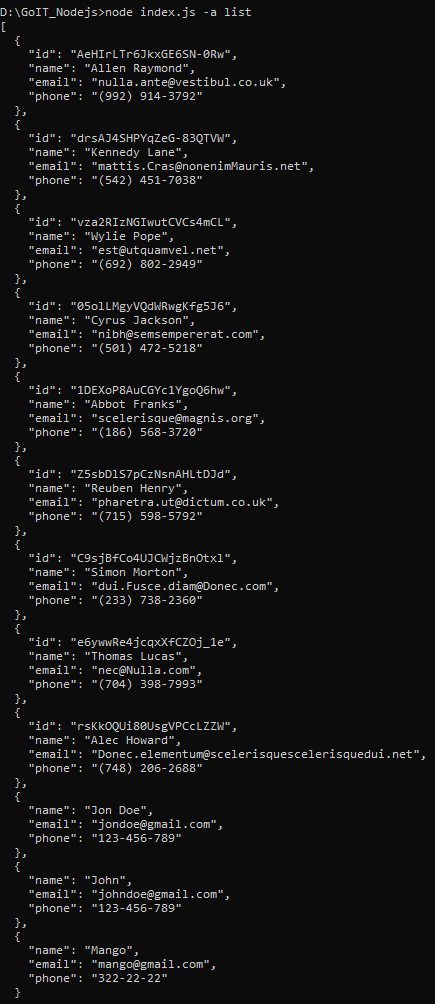 D:\GoIT_Nodejs>node index.js -a list
[
  {
    "id": "AeHIrLTr6JkxGE6SN-0Rw",
    "name": "Allen Raymond",
    "email": "nulla.ante@vestibul.co.uk",
    "phone": "(992) 914-3792"
  },
  {
    "id": "drsAJ4SHPYqZeG-83QTVW",
    "name": "Kennedy Lane",
    "email": "mattis.Cras@nonenimMauris.net",
    "phone": "(542) 451-7038"
  },
  {
    "id": "vza2RIzNGIwutCVCs4mCL",
    "name": "Wylie Pope",
    "email": "est@utquamvel.net",
    "phone": "(692) 802-2949"
  },
  {
    "id": "05olLMgyVQdWRwgKfg5J6",
    "name": "Cyrus Jackson",
    "email": "nibh@semsempererat.com",
    "phone": "(501) 472-5218"
  },
  {
    "id": "1DEXoP8AuCGYc1YgoQ6hw",
    "name": "Abbot Franks",
    "email": "scelerisque@magnis.org",
    "phone": "(186) 568-3720"
  },
  {
    "id": "Z5sbDlS7pCzNsnAHLtDJd",
    "name": "Reuben Henry",
    "email": "pharetra.ut@dictum.co.uk",
    "phone": "(715) 598-5792"
  },
  {
    "id": "C9sjBfCo4UJCWjzBnOtxl",
    "name": "Simon Morton",
    "email": "dui.Fusce.diam@Donec.com",
    "phone": "(233) 738-2360"
  },
  {
    "id": "e6ywwRe4jcqxXfCZOj_1e",
    "name": "Thomas Lucas",
    "email": "nec@Nulla.com",
    "phone": "(704) 398-7993"
  },
  {
    "id": "rsKkOQUi80UsgVPCcLZZW",
    "name": "Alec Howard",
    "email": "Donec.elementum@scelerisquescelerisquedui.net",
    "phone": "(748) 206-2688"
  },
  {
    "name": "Jon Doe",
    "email": "jondoe@gmail.com",
    "phone": "123-456-789"
  },
  {
    "name": "John",
    "email": "johndoe@gmail.com",
    "phone": "123-456-789"
  },
  {
    "name": "Mango",
    "email": "mango@gmail.com",
    "phone": "322-22-22"
  }